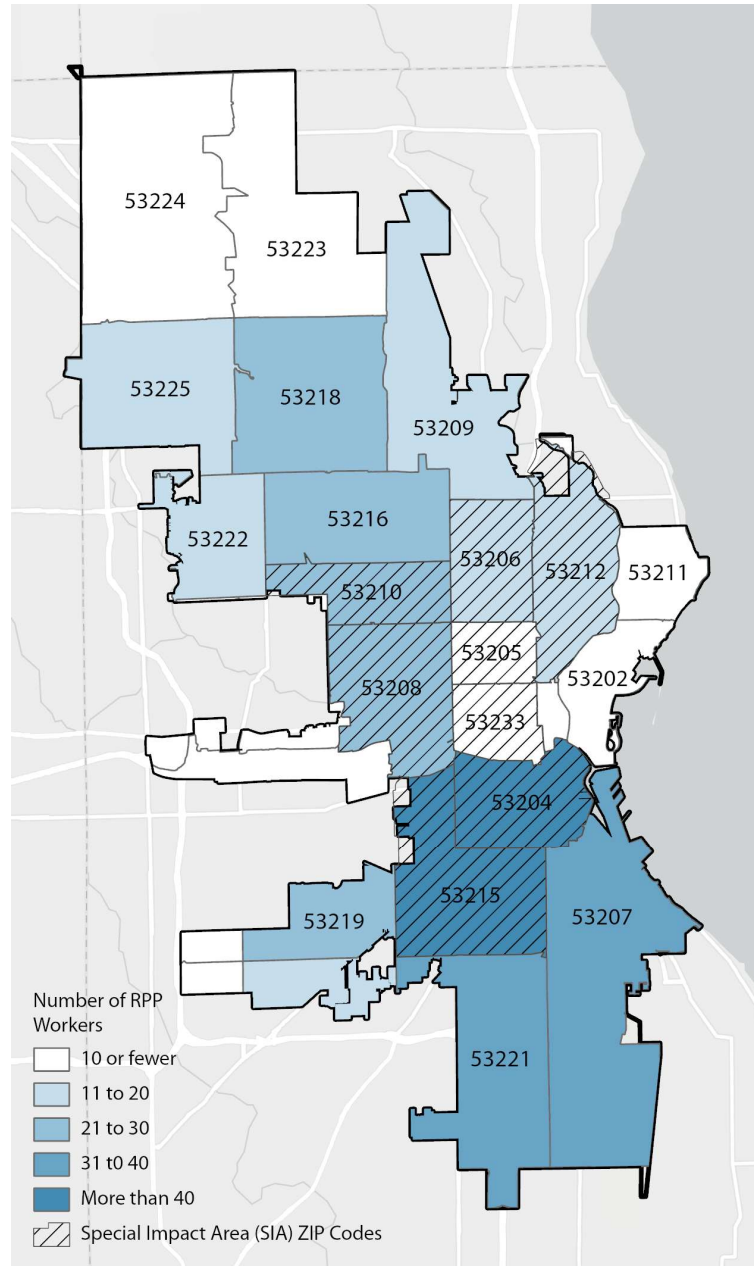 53224
53223
53225
53218
53209
53222
53216
53206
53212
53211
53210
53205
53208
53202
53233
53204
53215
53207
53219
53221
Number of RPP
Workers
10 or fewer
11 to 20
21 to 30
31 t0 40
More than 40
Special Impact Area (SIA) ZIP Codes